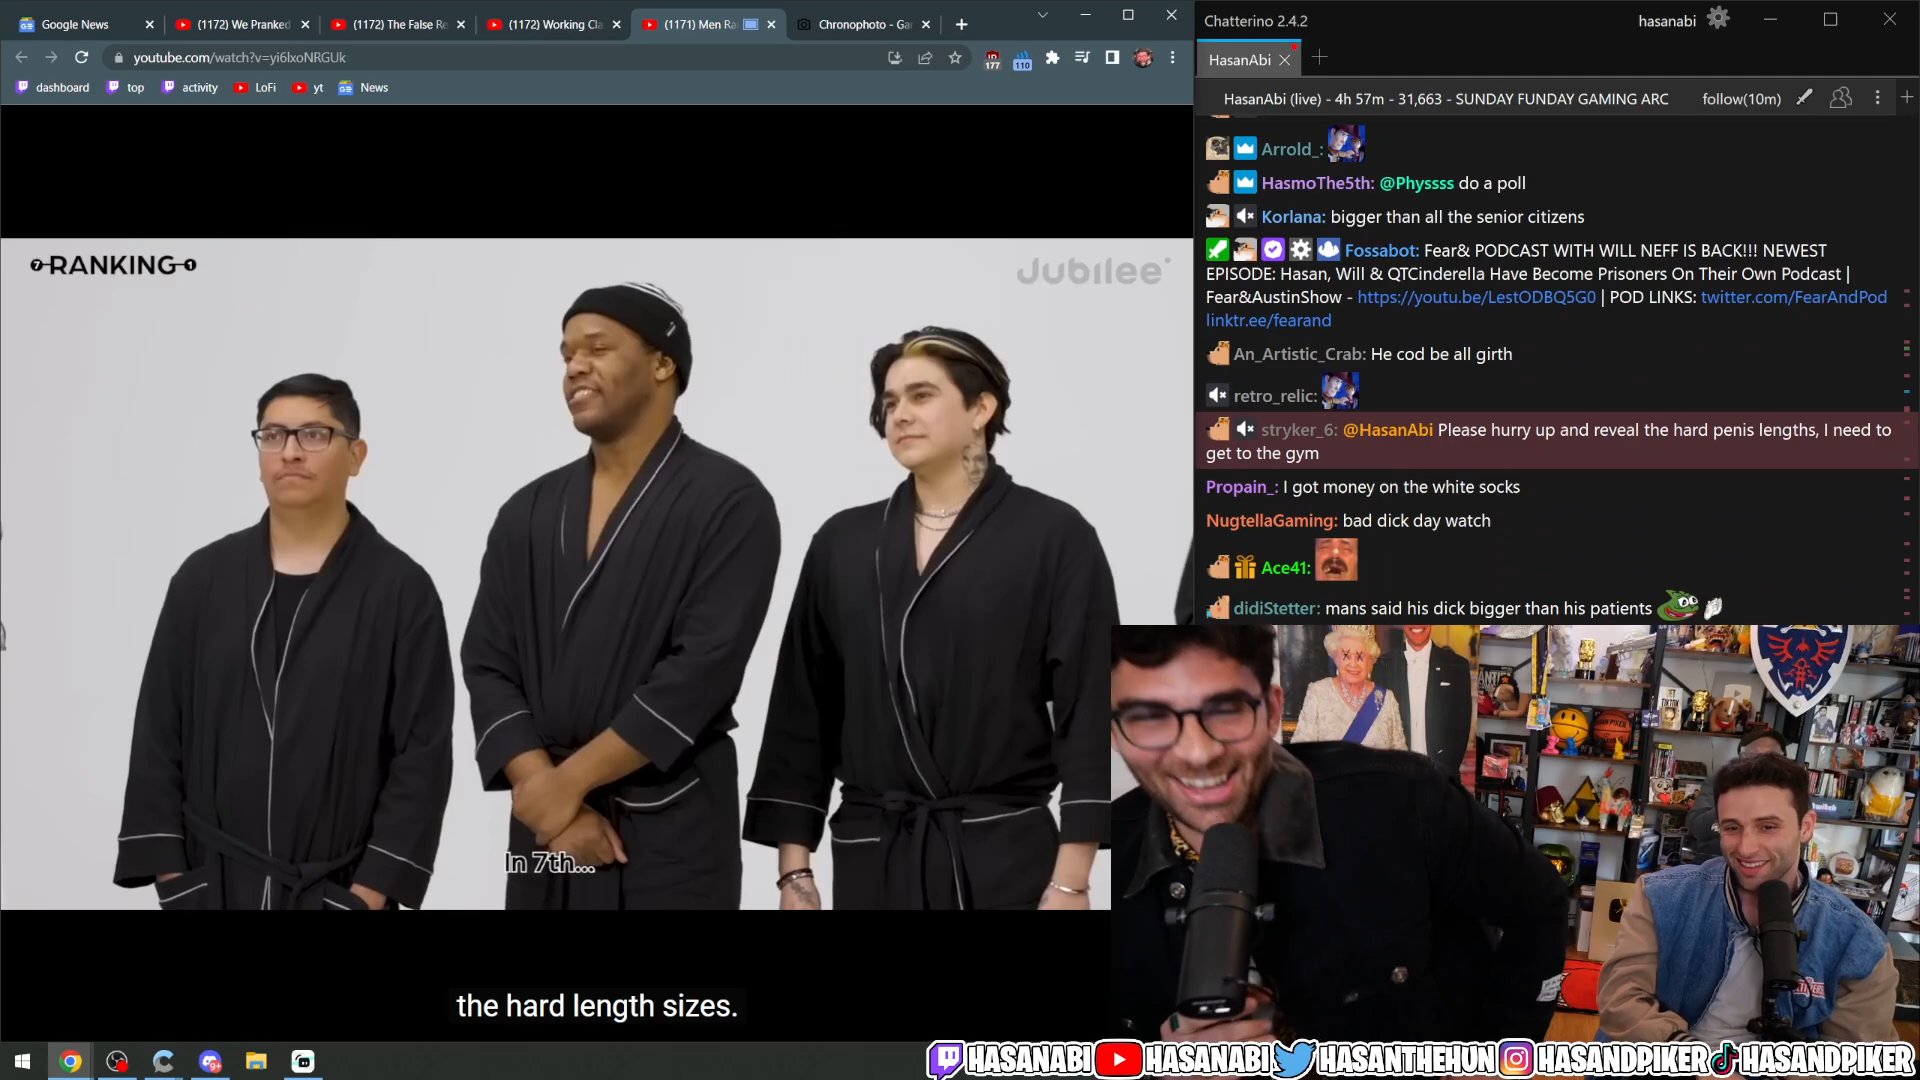 Google News
(1172) We Pranked
(1172) The False Re
(1172) Working Cla
(1171) Men Ra
Chronophoto - Ga
youtube.com/watch?v=yi6lxoNRGUk
177
110
dashboard
top
activity
LoFi
yt
News
7 RANKING 1
Jubilee
In 7th...
the hard length sizes.
Chatterino 2.4.2
hasanabi
HasanAbi
HasanAbi (live) - 4h 57m - 31,663 - SUNDAY FUNDAY GAMING ARC
follow(10m)
Arrold_:
HasmoThe5th: @Physsss do a poll
Korlana: bigger than all the senior citizens
Fossabot: Fear& PODCAST WITH WILL NEFF IS BACK!!! NEWEST
EPISODE: Hasan, Will & QTCinderella Have Become Prisoners On Their Own Podcast |
Fear&AustinShow - https://youtu.be/LestODBQ5G0 | POD LINKS: twitter.com/FearAndPod
linktr.ee/fearand
An_Artistic_Crab: He cod be all girth
retro_relic:
stryker_6: @HasanAbi Please hurry up and reveal the hard penis lengths, I need to
get to the gym
Propain_: I got money on the white socks
NugtellaGaming: bad dick day watch
Ace41:
didiStetter: mans said his dick bigger than his patients
HASANABI
HASANABI
HASANTHEHUN
HASANDPIKER
HASANDPIKER